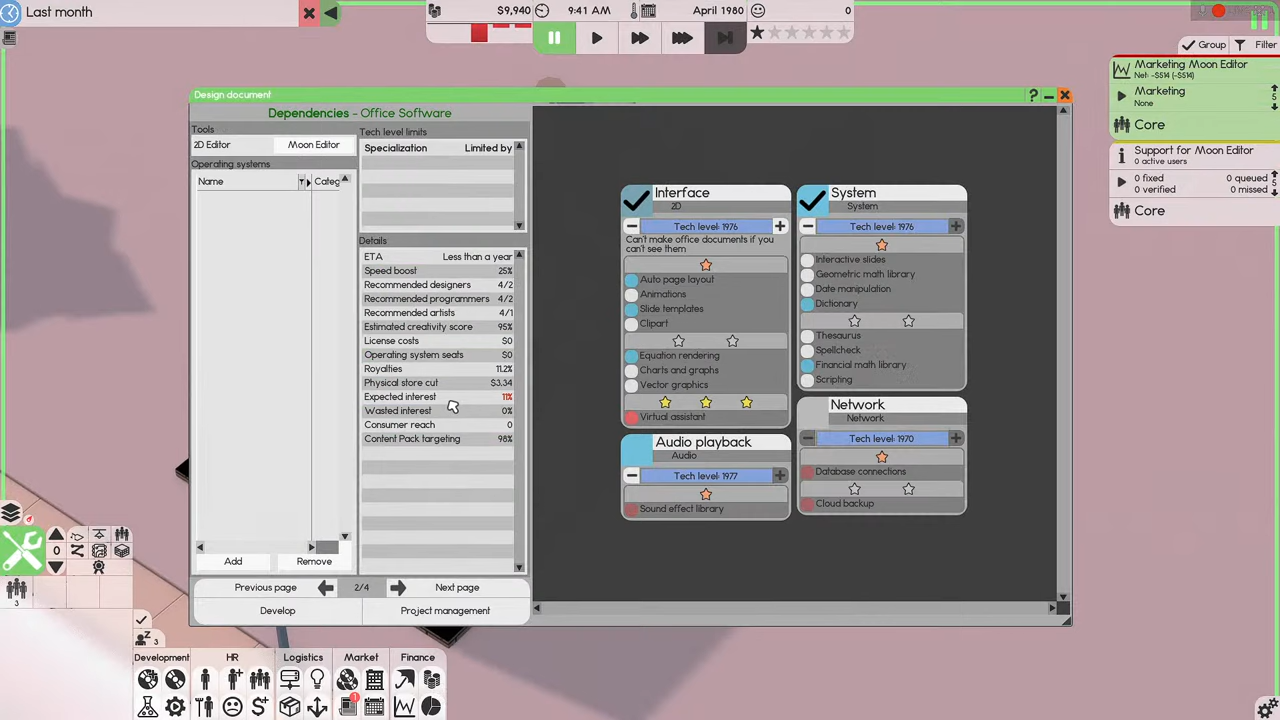 Last month
$9,940
9:41 AM
April 1980
0
Group
Filter
Marketing Moon Editor
Net: -$514 (-$514)
Marketing
None
5
Core
Support for Moon Editor
0 active users
0 fixed
0 queued
0 verified
0 missed
5
Core
Design document
?
Dependencies - Office Software
Tools
2D Editor
Moon Editor
Operating systems
Name
Categ
Add
Remove
Tech level limits
Specialization
Limited by
Details
ETA
Less than a year
Speed boost
25%
Recommended designers
4/2
Recommended programmers
4/2
Recommended artists
4/1
Estimated creativity score
95%
License costs
$0
Operating system seats
$0
Royalties
11.2%
Physical store cut
$3.34
Expected interest
11%
Wasted interest
0%
Consumer reach
0
Content Pack targeting
98%
Previous page
2/4
Next page
Develop
Project management
Interface
2D
Tech level: 1976
Can't make office documents if you
can't see them
Auto page layout
Animations
Slide templates
Clipart
Equation rendering
Charts and graphs
Vector graphics
Virtual assistant
Audio playback
Audio
Tech level: 1977
Sound effect library
System
System
Tech level: 1976
Interactive slides
Geometric math library
Date manipulation
Dictionary
Thesaurus
Spellcheck
Financial math library
Scripting
Network
Network
Tech level: 1970
Database connections
Cloud backup
0
3
Z 3
Development
HR
Logistics
Market
Finance
1